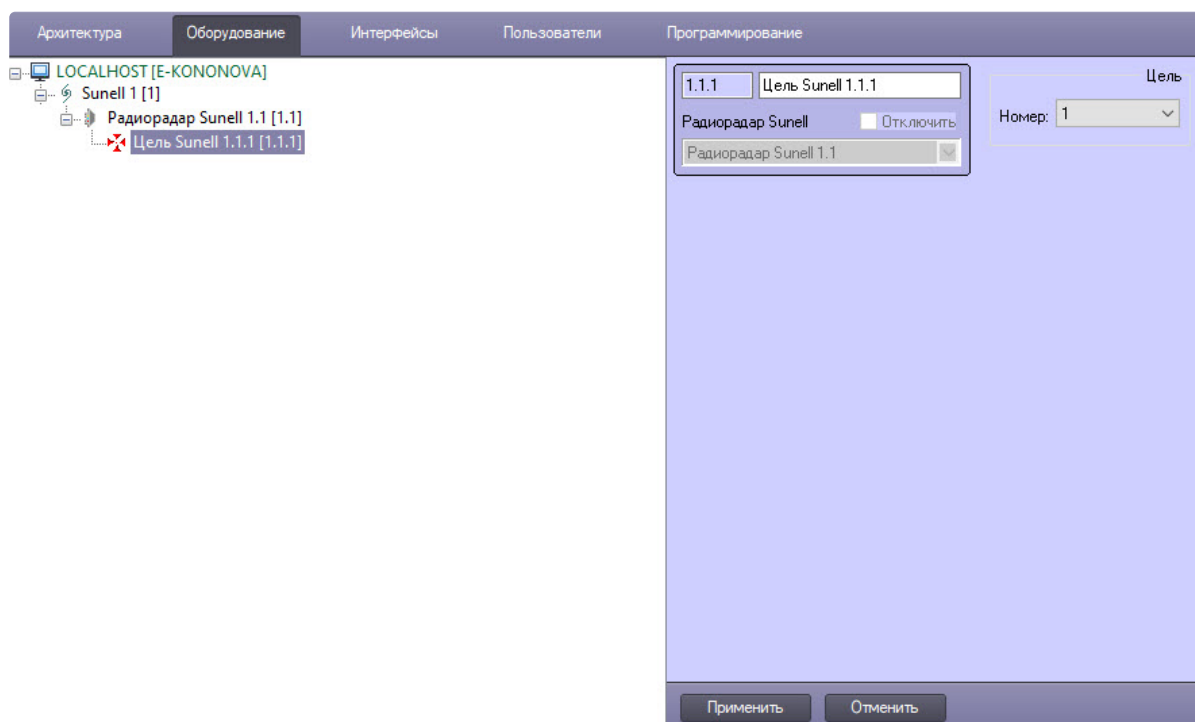 Архитектура Оборудование Интерфейсы Пользователи Программирование
LOCALHOST [E-KONONOVA]
Sunell 1 [1]
Радиорадар Sunell 1.1 [1.1]
Цель Sunell 1.1.1 [1.1.1]
1.1.1 Цель Sunell 1.1.1
Радиорадар Sunell Отключить
Радиорадар Sunell 1.1
Цель
Номер: 1
Применить Отменить